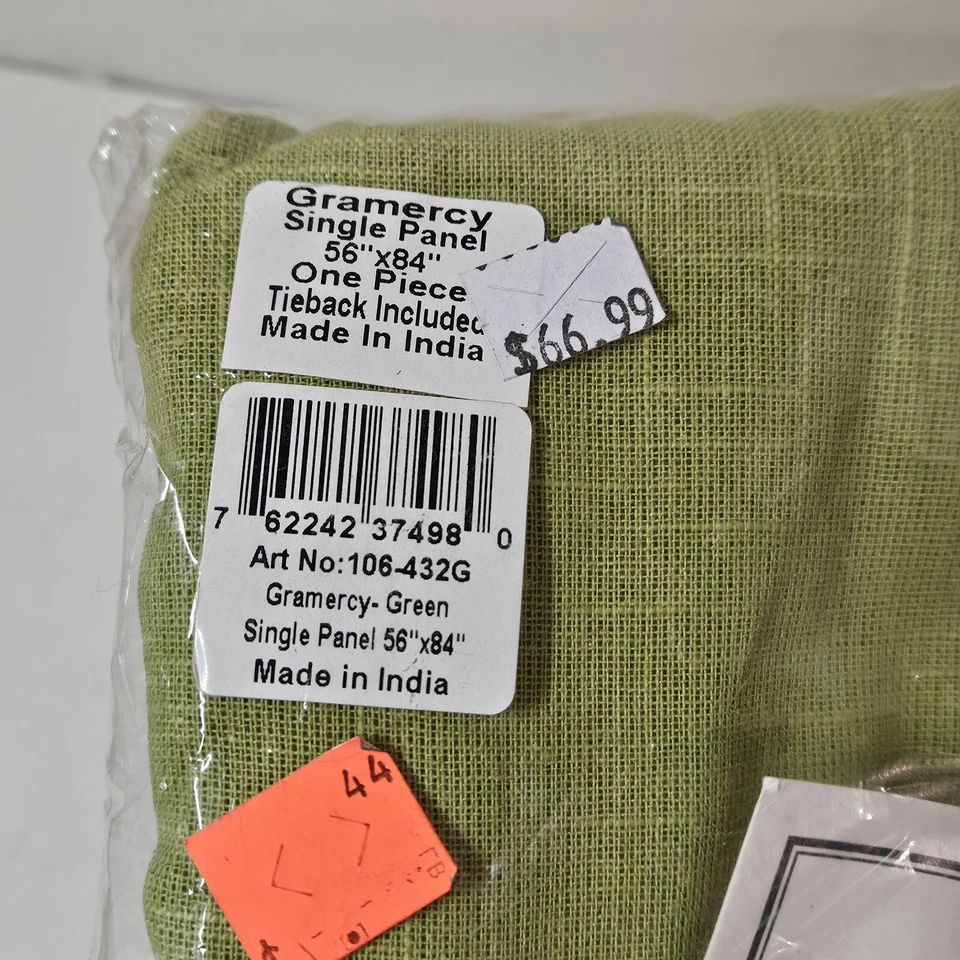 Gramercy
Single Panel
56"x84"
One Piece
Tieback Included
Made In India
$66.99
7 62242 37498 0
Art No:106-432G
Gramercy- Green
Single Panel 56"x84"
Made in India
44